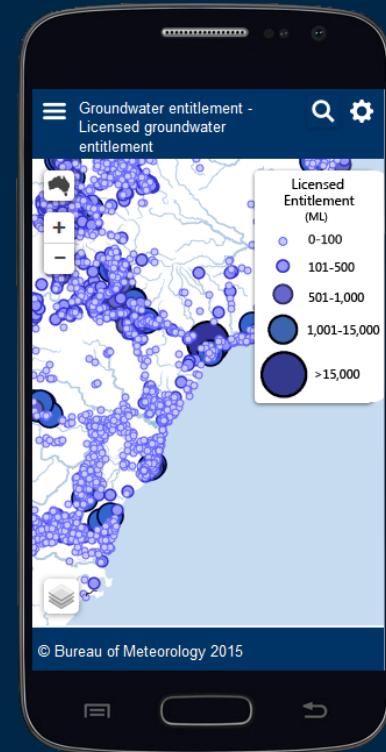 Groundwater entitlement -
Licensed groundwater
entitlement
+
−
Licensed
Entitlement
(ML)
0-100
101-500
501-1,000
1,001-15,000
>15,000
© Bureau of Meteorology 2015